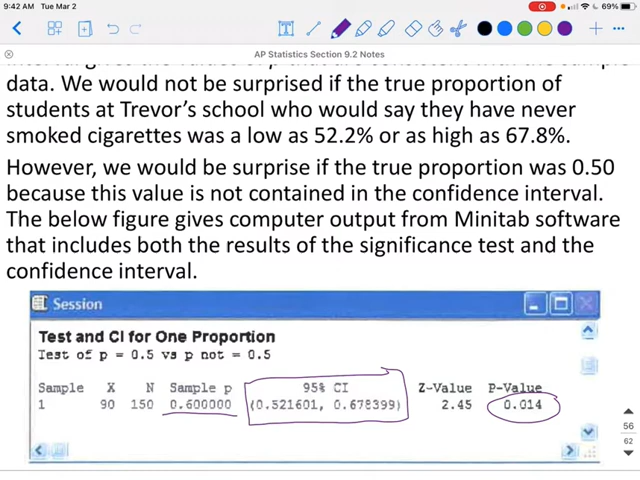 9:42 AM Tue Mar 2
69%
AP Statistics Section 9.2 Notes
data. We would not be surprised if the true proportion of
students at Trevor's school who would say they have never
smoked cigarettes was a low as 52.2% or as high as 67.8%.
However, we would be surprise if the true proportion was 0.50
because this value is not contained in the confidence interval.
The below figure gives computer output from Minitab software
that includes both the results of the significance test and the
confidence interval.
Session
Test and CI for One Proportion
Test of p = 0.5 vs p not = 0.5
Sample X N Sample p 95% CI Z-Value P-Value
1 90 150 0.600000 (0.521601, 0.678399) 2.45 0.014
56
62